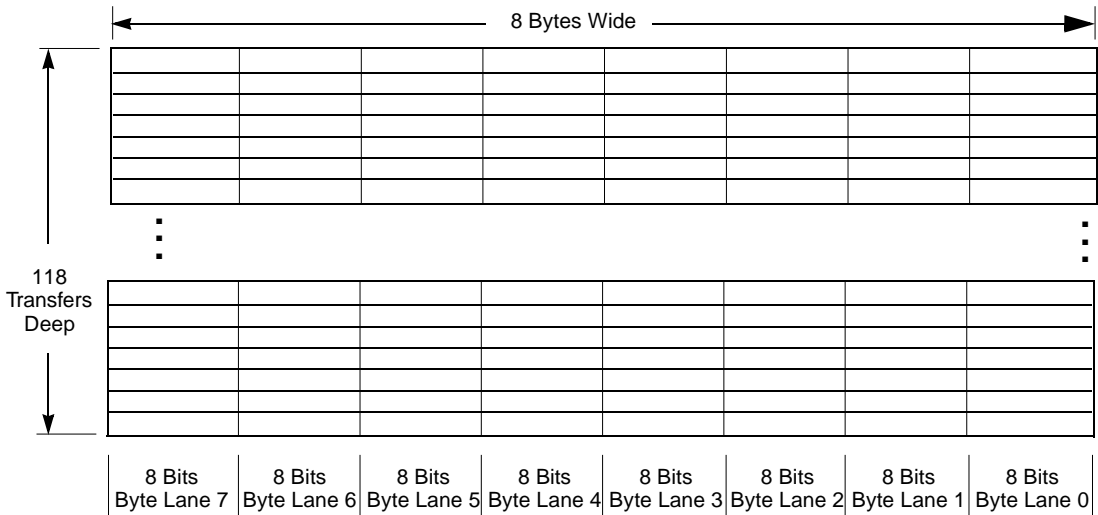 8 Bytes Wide
118
Transfers
Deep
8 Bits
Byte Lane 7
8 Bits
Byte Lane 6
8 Bits
Byte Lane 5
8 Bits
Byte Lane 4
8 Bits
Byte Lane 3
8 Bits
Byte Lane 2
8 Bits
Byte Lane 1
8 Bits
Byte Lane 0